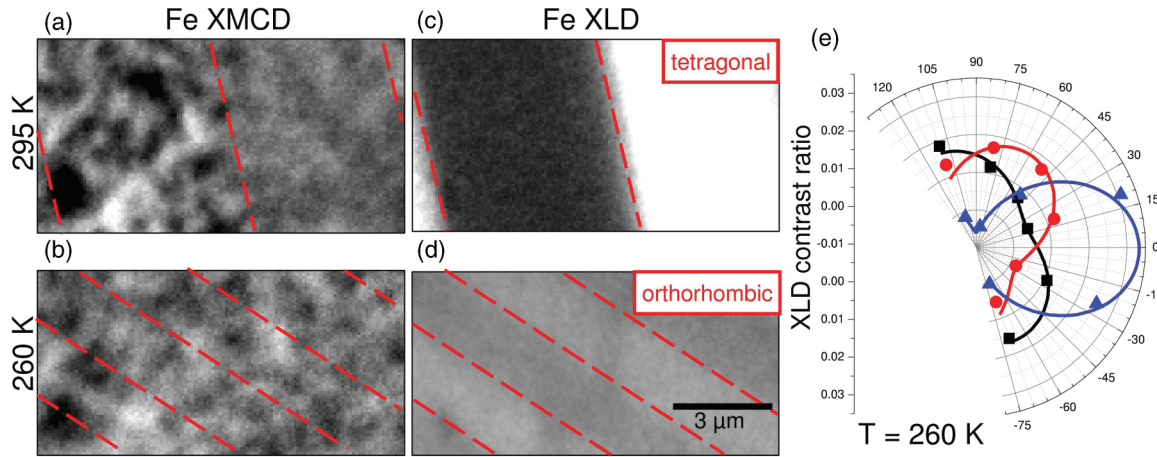 (a)
Fe XMCD
(c)
Fe XLD
(e)
295 K
tetragonal
(b)
(d)
260 K
orthorhombic
3 μm
XLD contrast ratio
0.03
0.02
0.01
0.00
-0.01
0.00
0.01
0.02
0.03
120
105
90
75
60
45
30
15
0
-1
-30
-45
-60
-75
T = 260 K